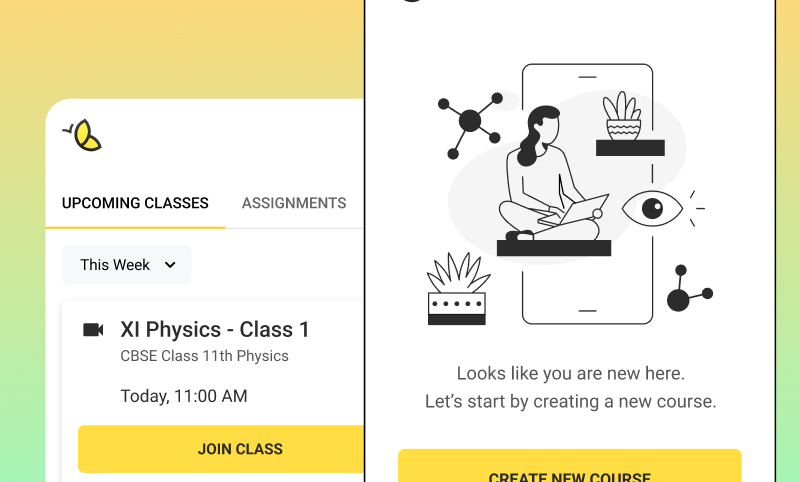 UPCOMING CLASSES
ASSIGNMENTS
This Week
XI Physics - Class 1
CBSE Class 11th Physics
Today, 11:00 AM
JOIN CLASS
Looks like you are new here.
Let’s start by creating a new course.
CREATE NEW COURSE